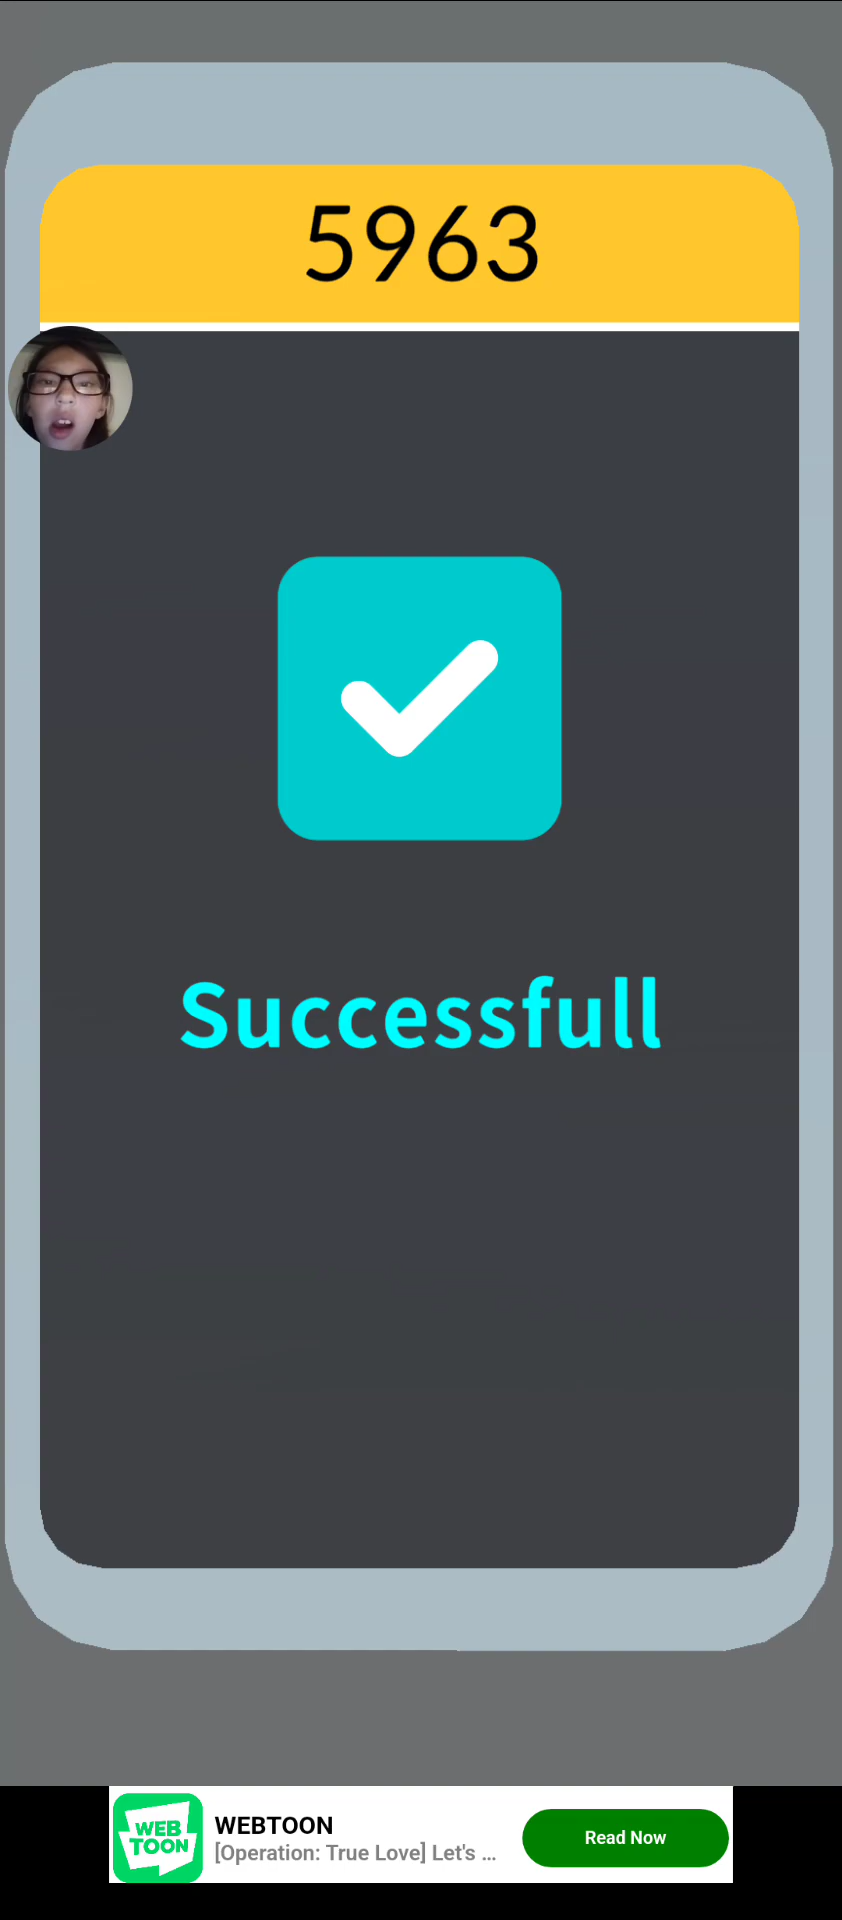 5963
Successfull
WEB
TOON
WEBTOON
[Operation: True Love] Let's ...
Read Now